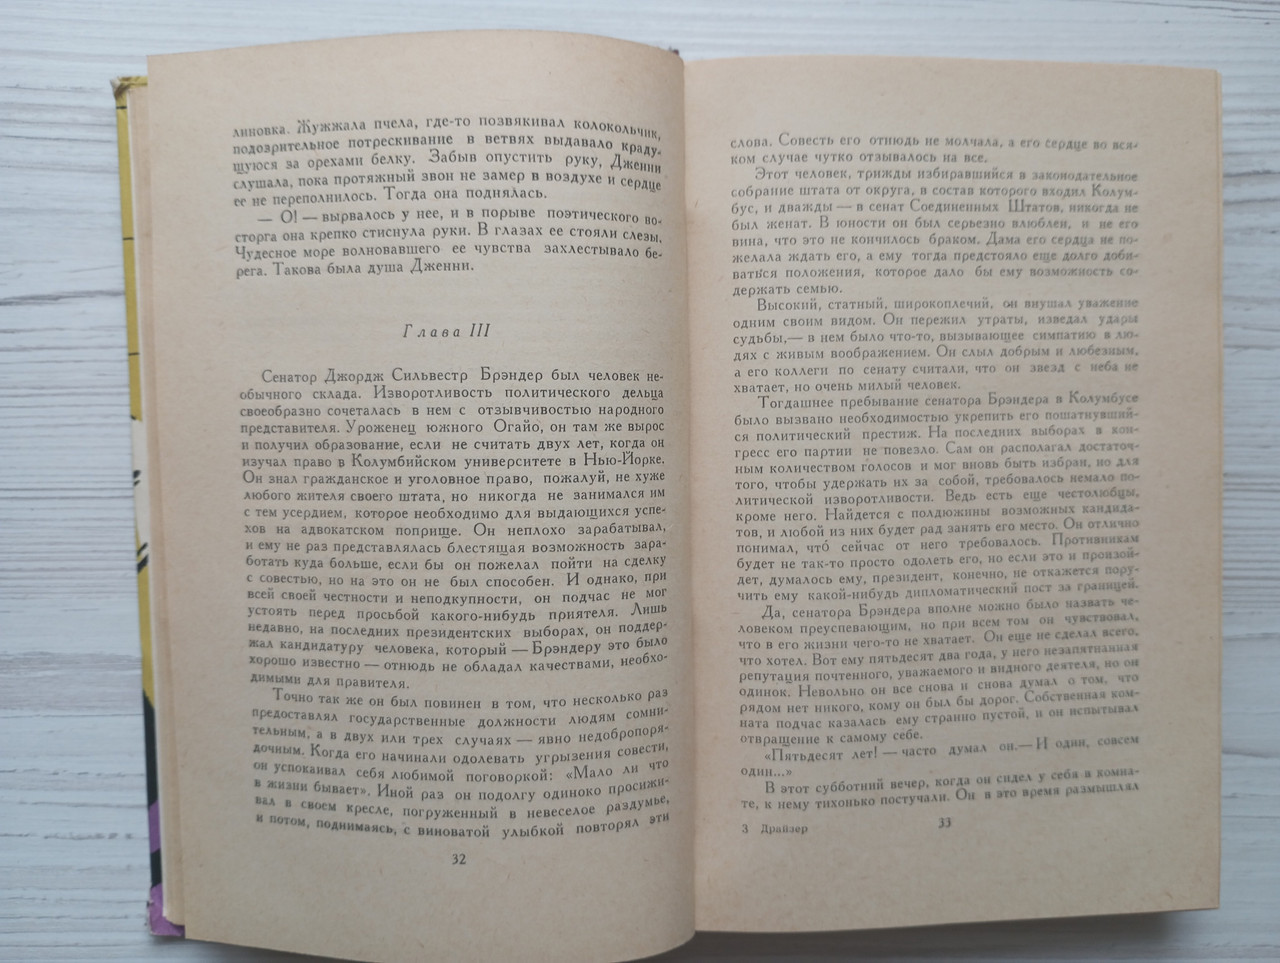 линовка. Жужжала пчела, где-то позвякивал колокольчик,
подозрительное потрескивание в ветвях выдавало краду-
щуюся за орехами белку. Забыв опустить руку, Дженни
слушала, пока протяжный звон не замер в воздухе и сердце
ее не переполнилось. Тогда она поднялась.
— О! — вырвалось у нее, и в порыве поэтического во-
сторга она крепко стиснула руки. В глазах ее стояли слезы.
Чудесное море волновавшего ее чувства захлестывало бе-
рега. Такова была душа Дженни.
Глава III
Сенатор Джордж Сильвестр Брэндер был человек не-
обычного склада. Изворотливость политического дельца
своеобразно сочеталась в нем с отзывчивостью народного
представителя. Уроженец южного Огайо, он там же вырос
и получил образование, если не считать двух лет, когда он
изучал право в Колумбийском университете в Нью-Йорке.
Он знал гражданское и уголовное право, пожалуй, не хуже
любого жителя своего штата, но никогда не занимался им
с тем усердием, которое необходимо для выдающихся успе-
хов на адвокатском поприще. Он неплохо зарабатывал,
и ему не раз представлялась блестящая возможность зара-
ботать куда больше, если бы он пожелал пойти на сделку
с совестью, но на это он не был способен. И однако, при
всей своей честности и неподкупности, он подчас не мог
устоять перед просьбой какого-нибудь приятеля. Лишь
недавно, на последних президентских выборах, он поддер-
жал кандидатуру человека, который — Брэндеру это было
хорошо известно — отнюдь не обладал качествами, необхо-
димыми для правителя.
Точно так же он был повинен в том, что несколько раз
предоставлял государственные должности людям сомни-
тельным, а в двух или трех случаях — явно недобропоря-
дочным. Когда его начинали одолевать угрызения совести,
он успокаивал себя любимой поговоркой: «Мало ли что
в жизни бывает». Иной раз он подолгу одиноко просижи-
вал в своем кресле, погруженный в невеселое раздумье,
и потом, поднимаясь, с виноватой улыбкой повторял эти
32
слова. Совесть его отнюдь не молчала, а его сердце во вся-
ком случае чутко отзывалось на все.
Этот человек, трижды избиравшийся в законодательное
собрание штата от округа, в состав которого входил Колум-
бус, и дважды — в сенат Соединенных Штатов, никогда не
был женат. В юности он был серьезно влюблен, и не его
вина, что это не кончилось браком. Дама его сердца не по-
желала ждать его, а ему тогда предстояло еще долго доби-
ваться положения, которое дало бы ему возможность со-
держать семью.
Высокий, статный, широкоплечий, он внушал уважение
одним своим видом. Он пережил утраты, изведал удары
судьбы,— в нем было что-то, вызывающее симпатию в лю-
дях с живым воображением. Он слыл добрым и любезным,
а его коллеги по сенату считали, что он звезд с неба не
хватает, но очень милый человек.
Тогдашнее пребывание сенатора Брэндера в Колумбусе
было вызвано необходимостью укрепить его пошатнувший-
ся политический престиж. На последних выборах в кон-
гресс его партии не повезло. Сам он располагал достаточ-
ным количеством голосов и мог вновь быть избран, но для
того, чтобы удержать их за собой, требовалось немало по-
литической изворотливости. Ведь есть еще честолюбцы,
кроме него. Найдется с полдюжины возможных кандида-
тов, и любой из них будет рад занять его место. Он отлично
понимал, что́ сейчас от него требовалось. Противникам
будет не так-то просто одолеть его, но если это и произой-
дет, думалось ему, президент, конечно, не откажется пору-
чить ему какой-нибудь дипломатический пост за границей.
Да, сенатора Брэндера вполне можно было назвать че-
ловеком преуспевающим, но при всем том он чувствовал,
что в его жизни чего-то не хватает. Он еще не сделал всего,
что хотел. Вот ему пятьдесят два года, у него незапятнанная
репутация почтенного, уважаемого и видного деятеля, но он
одинок. Невольно он все снова и снова думал о том, что
рядом нет никого, кому он был бы дорог. Собственная ком-
ната подчас казалась ему странно пустой, и он испытывал
отвращение к самому себе.
«Пятьдесят лет! — часто думал он.— И один, совсем
один...»
В этот субботний вечер, когда он сидел у себя в комна-
те, к нему тихонько постучали. Он в это время размышлял
3 Драйзер
33